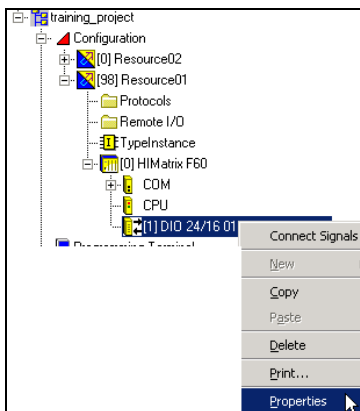 training_project
Configuration
[0] Resource02
[98] Resource01
Protocols
Remote I/O
TypeInstance
[0] HIMatrix F60
COM
CPU
[1] DIO 24/16 01
Connect Signals
New
Copy
Paste
Delete
Print...
Properties